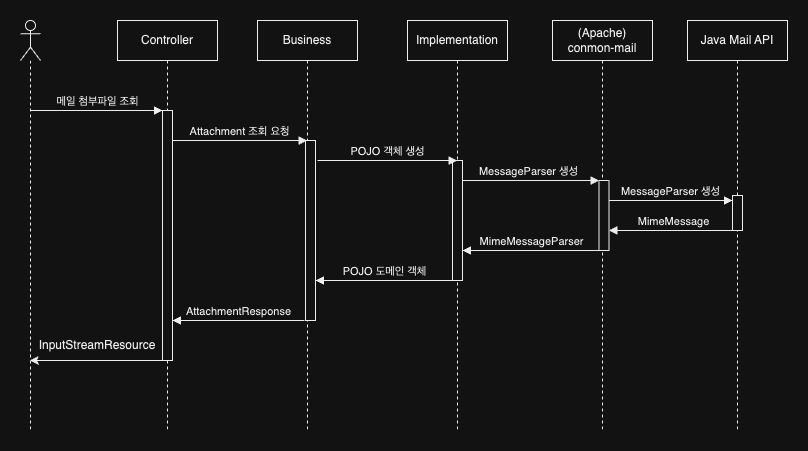 Controller
Business
Implementation
(Apache)
conmon-mail
Java Mail API
메일 첨부파일 조회
Attachment 조회 요청
POJO 객체 생성
MessageParser 생성
MessageParser 생성
MimeMessage
MimeMessageParser
POJO 도메인 객체
AttachmentResponse
InputStreamResource